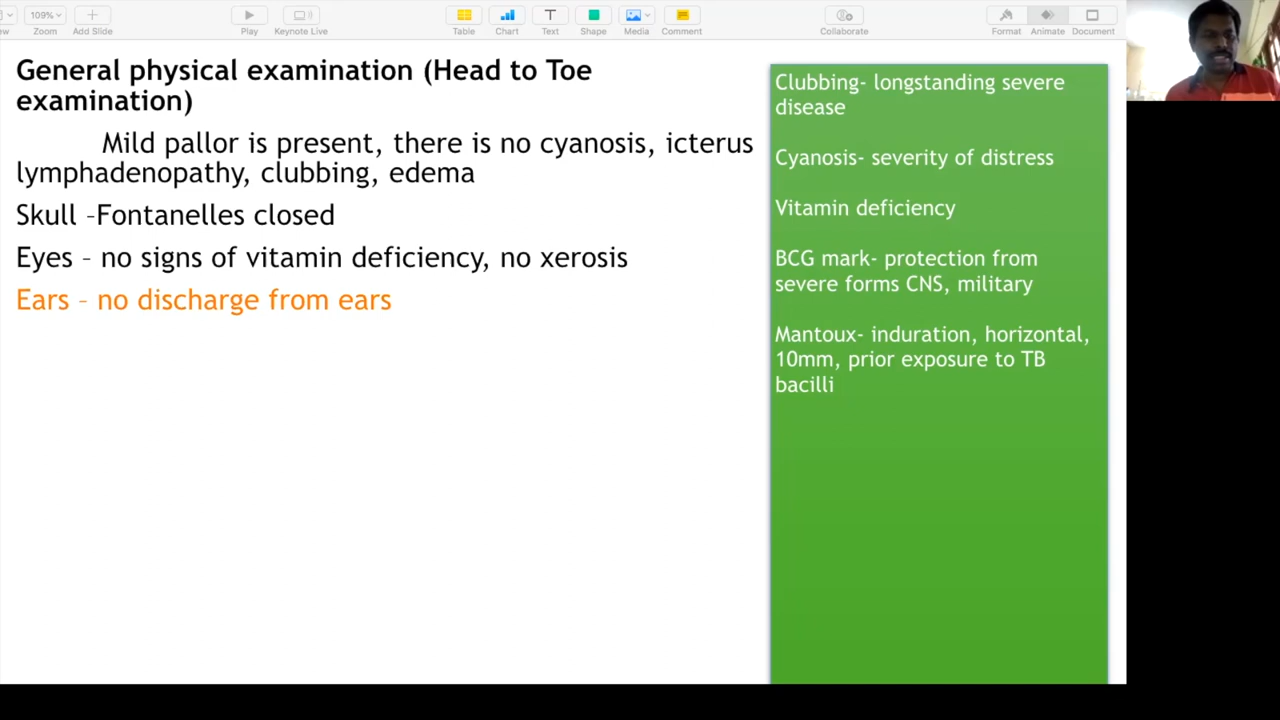 109%
Zoom
Add Slide
Play
Keynote Live
Table
Chart
Text
Shape
Media
Comment
Collaborate
Format
Animate
Document
General physical examination (Head to Toe
examination)
Mild pallor is present, there is no cyanosis, icterus
lymphadenopathy, clubbing, edema
Skull –Fontanelles closed
Eyes – no signs of vitamin deficiency, no xerosis
Ears – no discharge from ears
Clubbing- longstanding severe
disease
Cyanosis- severity of distress
Vitamin deficiency
BCG mark- protection from
severe forms CNS, military
Mantoux- induration, horizontal,
10mm, prior exposure to TB
bacilli